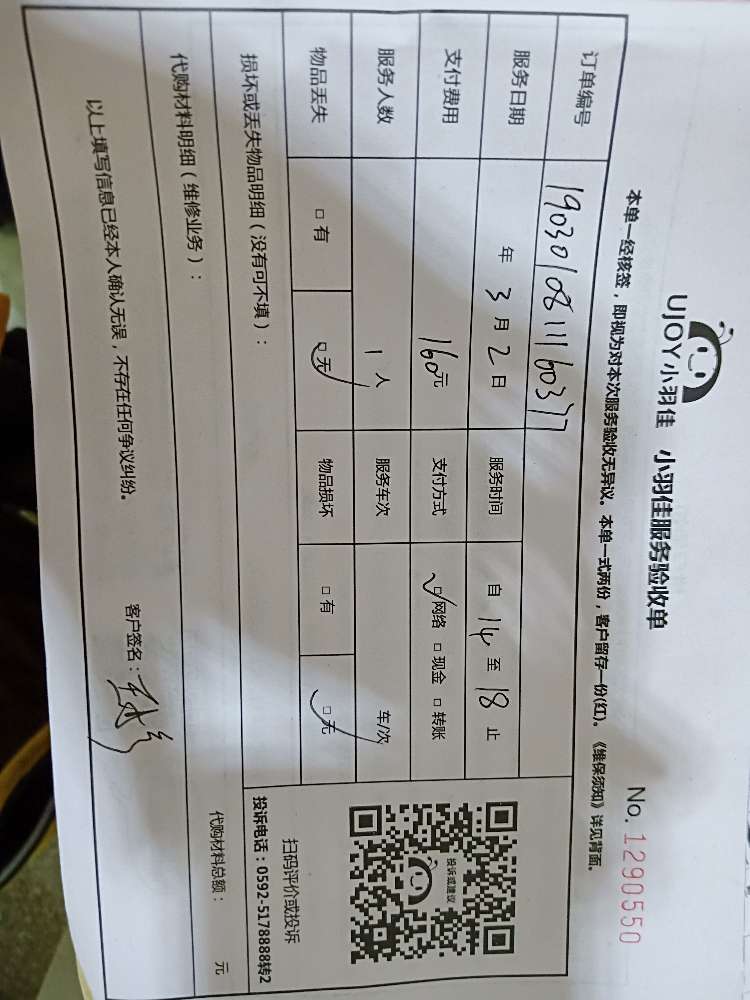 UJOY小羽佳 小羽佳服务验收单
No. 1290550
本单一经核签，即视为对本次服务验收无异议。本单一式两份，客户留存一份(红)。《维保须知》详见背面。
订单编号 190301081116 0377
服务日期 年 3 月 2 日 服务时间 自 14 至 18 止
支付费用 160元 支付方式 □网络 □现金 □转账
服务人数 1 人 服务车次 车/次
物品丢失 □有 □无 物品损坏 □有 □无
投诉或建议
扫码评价或投诉
投诉电话：0592-5178888转2
损坏或丢失物品明细（没有可不填）：
代购材料明细（维修业务）： 代购材料总额： 元
以上填写信息已经本人确认无误，不存在任何争议纠纷。 客户签名：